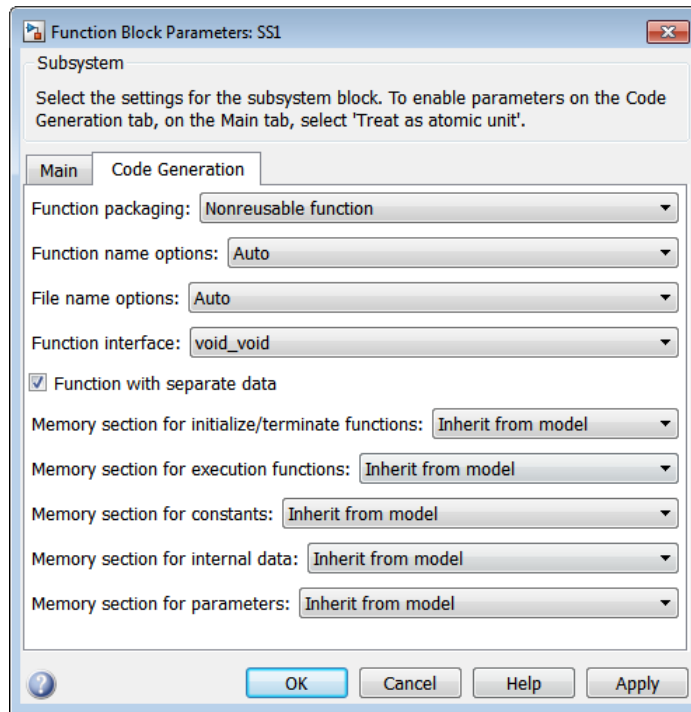 Function Block Parameters: SS1
Subsystem
Select the settings for the subsystem block. To enable parameters on the Code
Generation tab, on the Main tab, select 'Treat as atomic unit'.
Main Code Generation
Function packaging: Nonreusable function
Function name options: Auto
File name options: Auto
Function interface: void_void
Function with separate data
Memory section for initialize/terminate functions: Inherit from model
Memory section for execution functions: Inherit from model
Memory section for constants: Inherit from model
Memory section for internal data: Inherit from model
Memory section for parameters: Inherit from model
? OK Cancel Help Apply